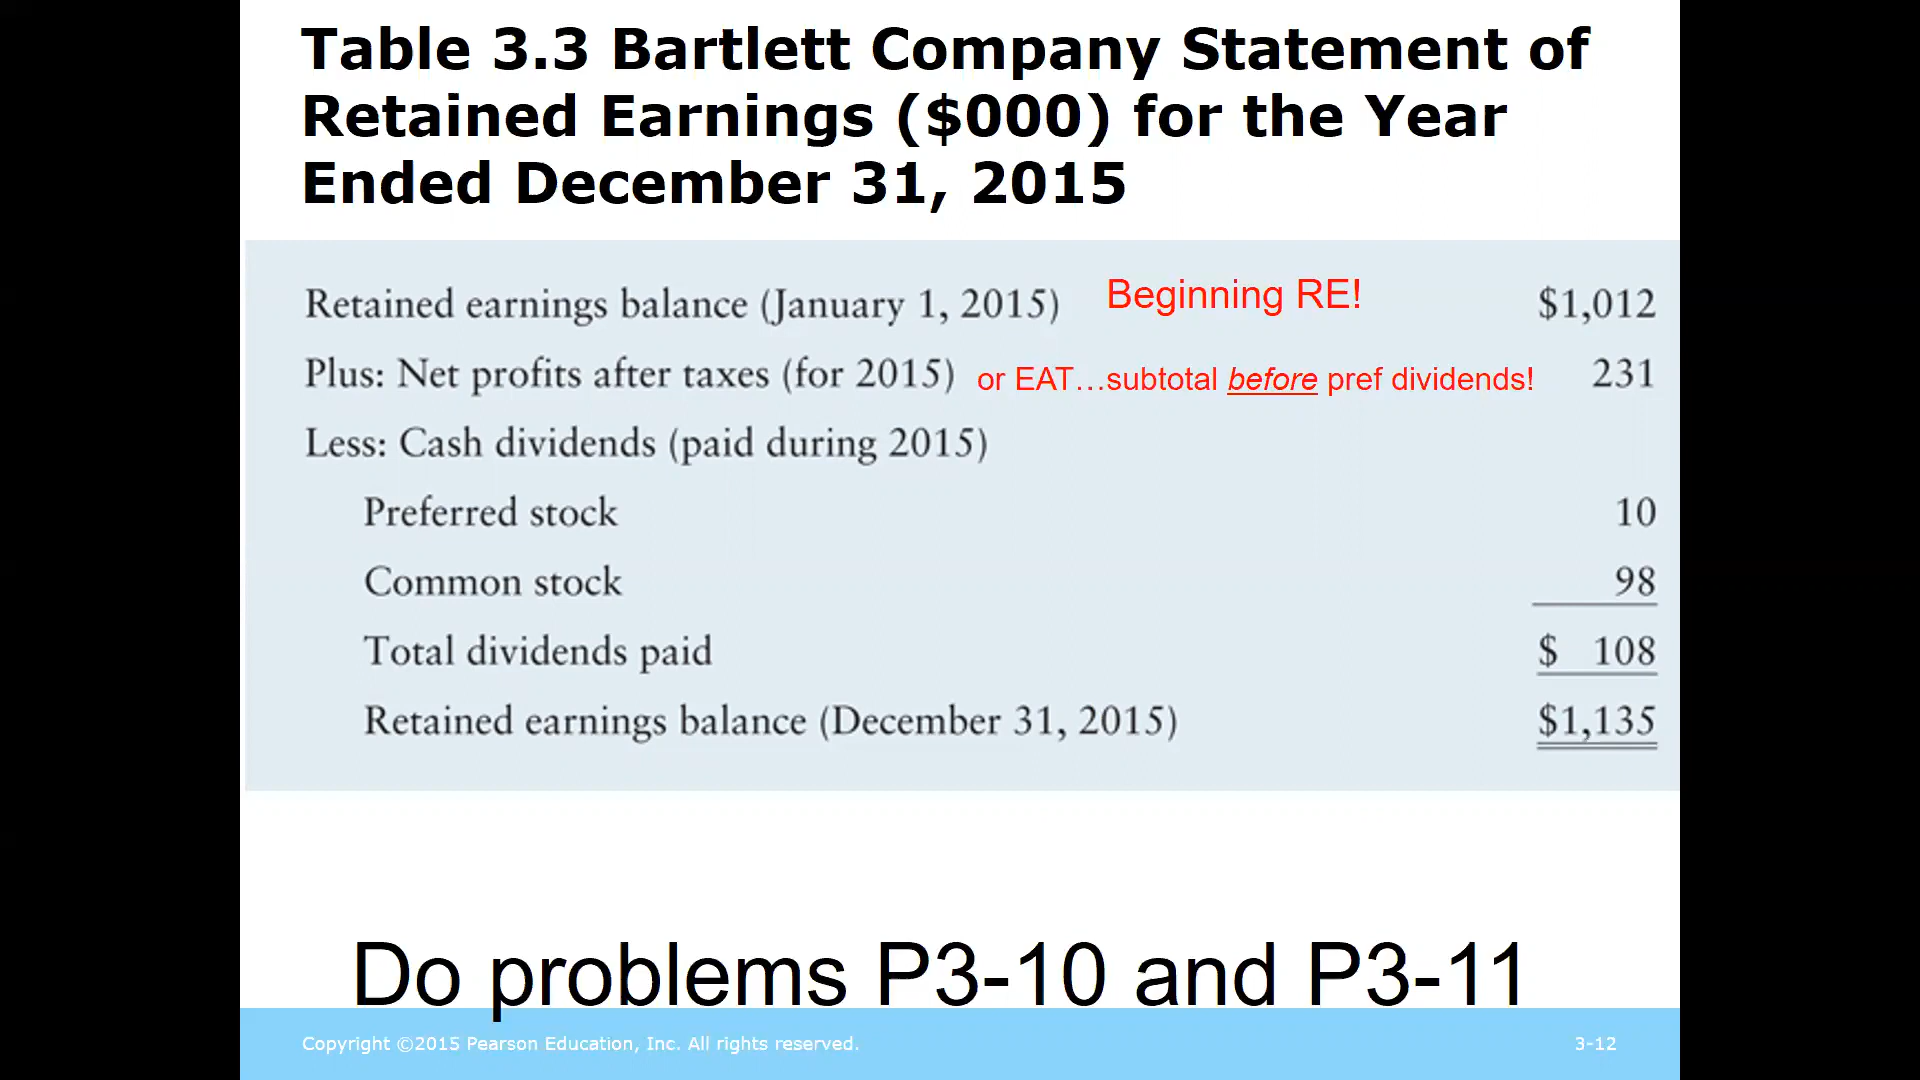 Table 3.3 Bartlett Company Statement of
Retained Earnings ($000) for the Year
Ended December 31, 2015
Retained earnings balance (January 1, 2015) Beginning RE! $1,012
Plus: Net profits after taxes (for 2015) or EAT…subtotal before pref dividends! 231
Less: Cash dividends (paid during 2015)
Preferred stock 10
Common stock 98
Total dividends paid $ 108
Retained earnings balance (December 31, 2015) $1,135
Do problems P3-10 and P3-11
Copyright ©2015 Pearson Education, Inc. All rights reserved. 3-12